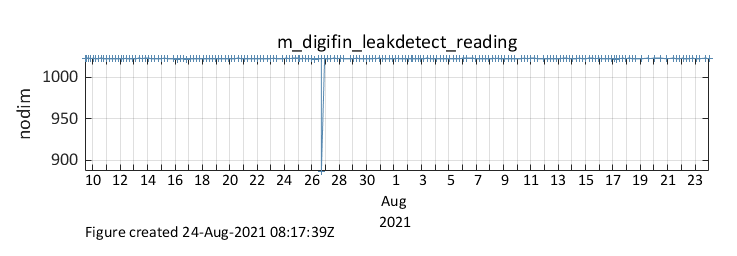 m_digifin_leakdetect_reading
nodim
1000
950
900
10 12 14 16 18 20 22 24 26 28 30 1 3 5 7 9 11 13 15 17 19 21 23
Aug
2021
Figure created 24-Aug-2021 08:17:39Z